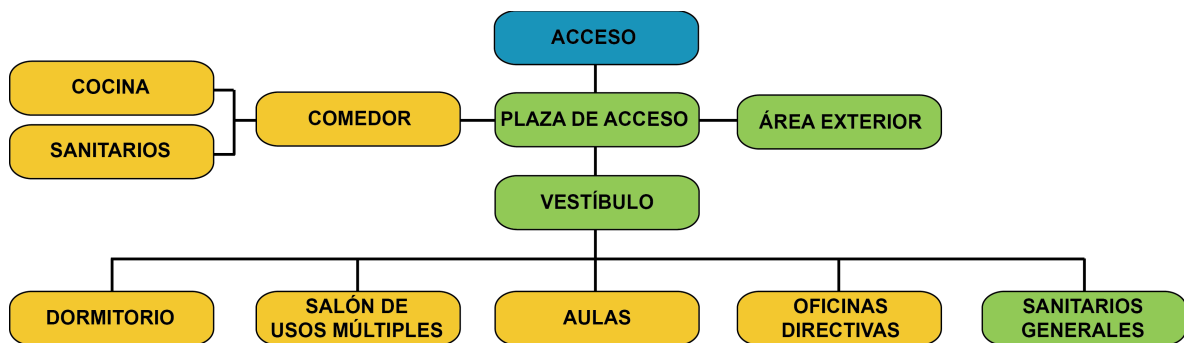 ACCESO
COCINA
COMEDOR
PLAZA DE ACCESO
ÁREA EXTERIOR
SANITARIOS
VESTÍBULO
DORMITORIO
SALÓN DE
USOS MÚLTIPLES
AULAS
OFICINAS
DIRECTIVAS
SANITARIOS
GENERALES